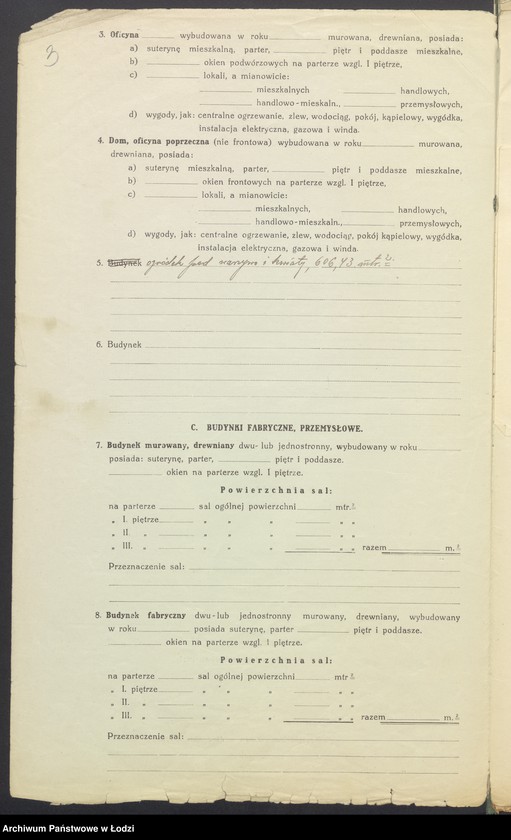 3
3. Oficyna wybudowana w roku murowana, drewniana, posiada:
a) suterynę mieszkalną, parter, piętr i poddasze mieszkalne,
b) okien podwórzowych na parterze wzgl. I piętrze,
c) lokali, a mianowicie:
mieszkalnych handlowych,
handlowo-mieskaln., przemysłowych,
d) wygody, jak: centralne ogrzewanie, zlew, wodociąg, pokój, kąpielowy, wygódka,
instalacja elektryczna, gazowa i winda.
4. Dom, oficyna poprzeczna (nie frontowa) wybudowana w roku murowana,
drewniana, posiada:
a) suterynę mieszkalną, parter, piętr i poddasze mieszkalne,
b) okien frontowych na parterze wzgl. I piętrze,
c) lokali, a mianowicie:
mieszkalnych, handlowych,
handlowo-mieszkaln., przemysłowych,
d) wygody, jak: centralne ogrzewanie, zlew, wodociąg, pokój kąpielowy, wygódka,
instalacja elektryczna, gazowa i winda.
5. Budynek ogródek pod warzywa i kwiaty, 606,43 mtr.²
6. Budynek
C. BUDYNKI FABRYCZNE, PRZEMYSŁOWE.
7. Budynek murowany, drewniany dwu- lub jednostronny, wybudowany w roku
posiada: suterynę, parter, piętr i poddasze.
okien na parterze wzgl. I piętrze.
Powierzchnia sal:
na parterze sal ogólnej powierzchni mtr.²
„ I. piętrze „ „ „ „ „
„ II. „ „ „ „ „ „
„ III. „ „ „ „ „ „ razem m.²
Przeznaczenie sal:
8. Budynek fabryczny dwu-lub jednostronny murowany, drewniany, wybudowany
w roku posiada suterynę, parter piętr i poddasze.
okien na parterze wzgl. I piętrze.
Powierzchnia sal:
na parterze sal ogólnej powierzchni mtr²
„ I. piętrze „ „ „ „ „
„ II. „ „ „ „ „ „
„ III. „ „ „ „ „ „ razem m.²
Przeznaczenie sal:
Archiwum Państwowe w Łodzi